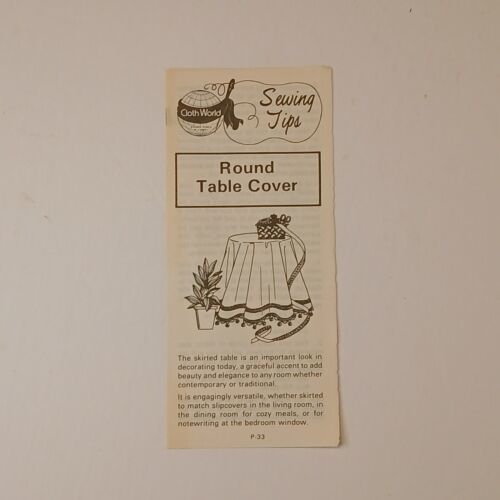 Cloth World
Sewing
Tips
Round
Table Cover
The skirted table is an important look in
decorating today, a graceful accent to add
beauty and elegance to any room whether
contemporary or traditional.
It is engagingly versatile, whether skirted
to match slipcovers in the living room, in
the dining room for cozy meals, or for
notewriting at the bedroom window.
P-33